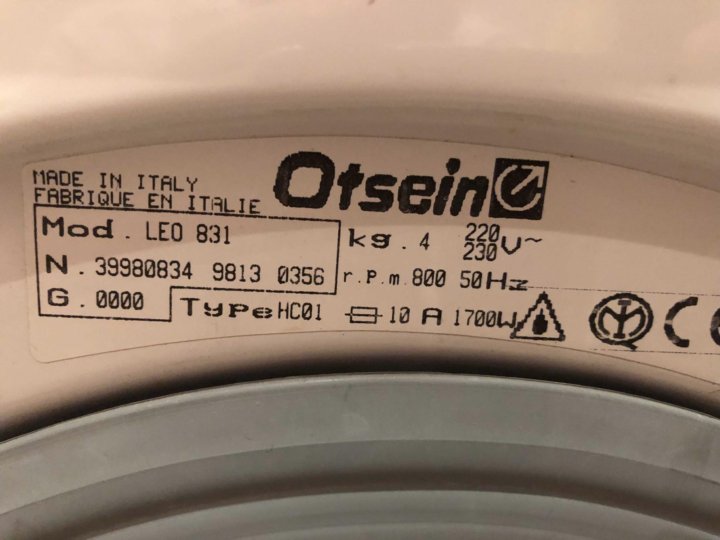 MADE IN ITALY
FABRIQUE EN ITALIE
Otsein
Mod. LEO 831
kg. 4 220 230 V~
N. 39980834 9813 0356
r.P.m. 800 50Hz
G. 0000
TYPe HC01 10 A 1700W
CE